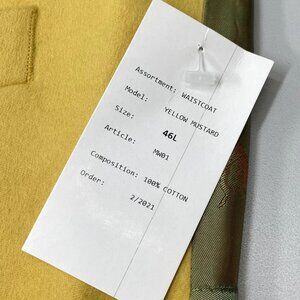 Assortment: WAISTCOAT
Model: YELLOW MUSTARD
Size: 46L
Article: MW01
Composition: 100% COTTON
Order: 2/2021